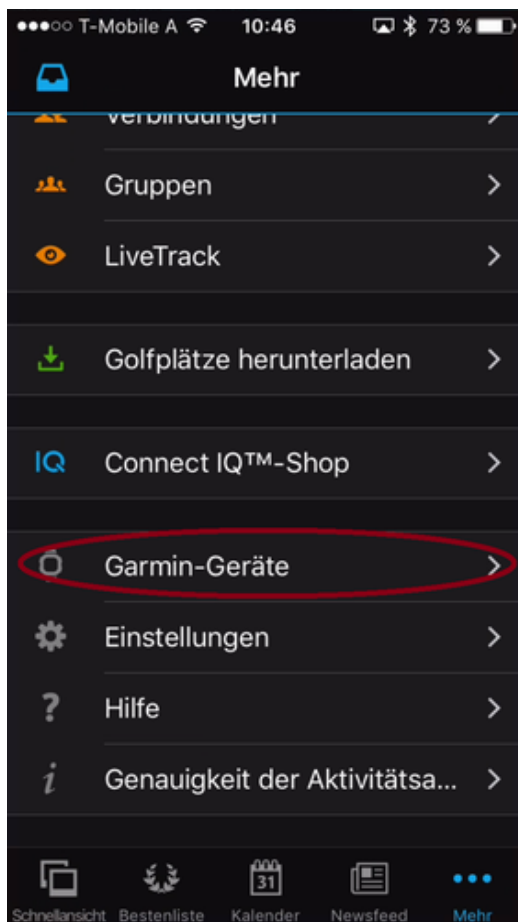 T-Mobile A 10:46 73 %
Mehr
Verbindungen
Gruppen
LiveTrack
Golfplätze herunterladen
IQ Connect IQ™-Shop
Garmin-Geräte
Einstellungen
? Hilfe
i Genauigkeit der Aktivitätsa...
31
Schnellansicht Bestenliste Kalender Newsfeed Mehr